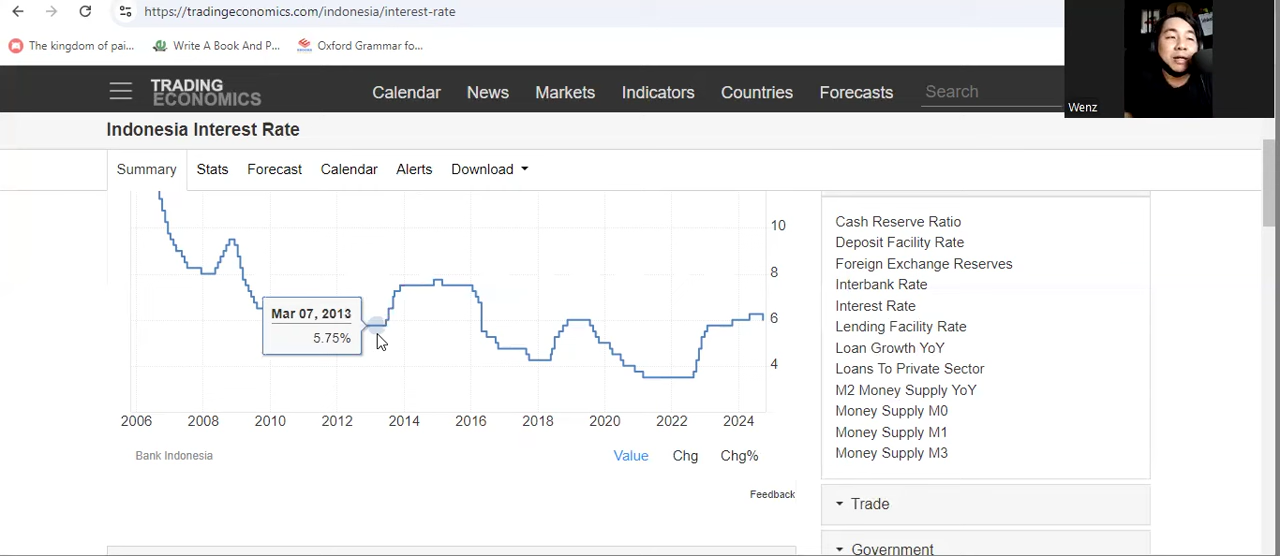 https://tradingeconomics.com/indonesia/interest-rate
The kingdom of pai... Write A Book And P... Oxford Grammar fo...
Wenz
TRADING
ECONOMICS
Calendar News Markets Indicators Countries Forecasts Search
Indonesia Interest Rate
Summary Stats Forecast Calendar Alerts Download
10
8
6
4
Mar 07, 2013
5.75%
2006 2008 2010 2012 2014 2016 2018 2020 2022 2024
Bank Indonesia
Value Chg Chg%
Feedback
Cash Reserve Ratio
Deposit Facility Rate
Foreign Exchange Reserves
Interbank Rate
Interest Rate
Lending Facility Rate
Loan Growth YoY
Loans To Private Sector
M2 Money Supply YoY
Money Supply M0
Money Supply M1
Money Supply M3
Trade
Government